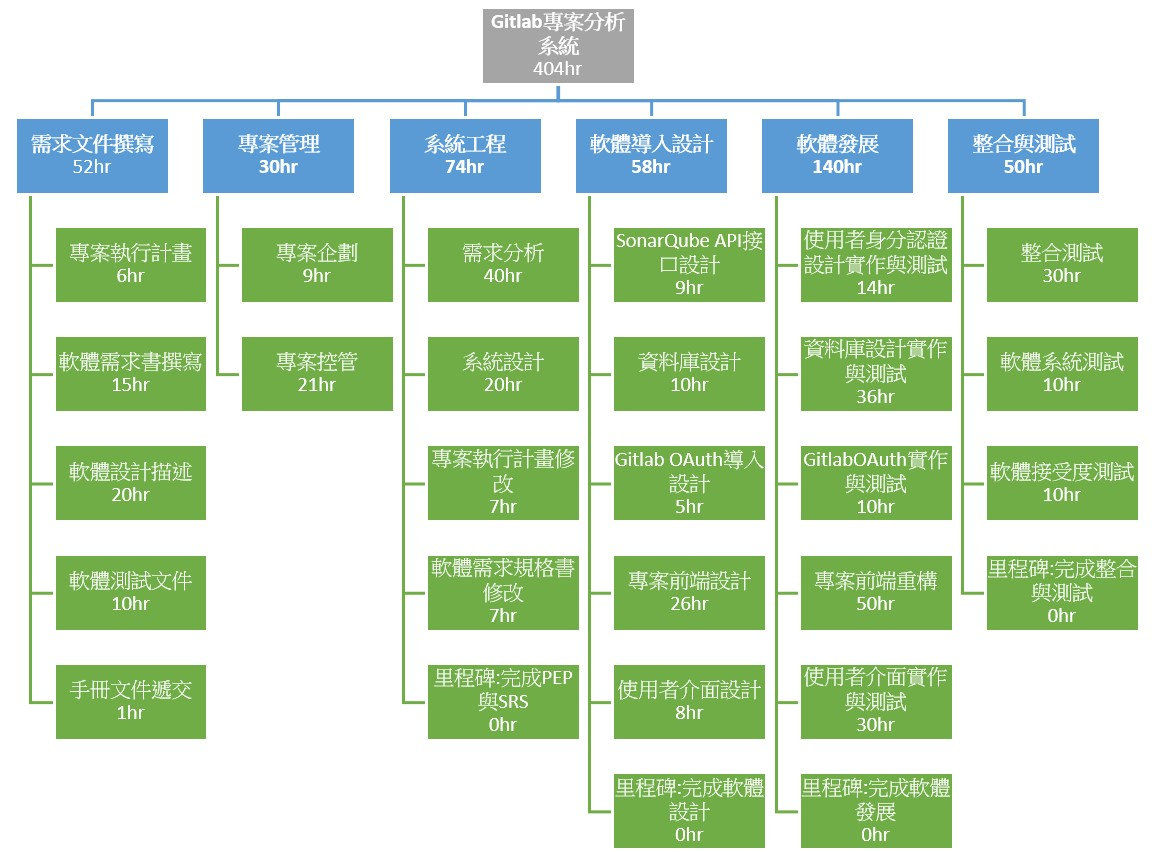 Gitlab專案分析
系統
404hr
需求文件撰寫
52hr
專案執行計畫
6hr
軟體需求書撰寫
15hr
軟體設計描述
20hr
軟體測試文件
10hr
手冊文件遞交
1hr
專案管理
30hr
專案企劃
9hr
專案控管
21hr
系統工程
74hr
需求分析
40hr
系統設計
20hr
專案執行計畫修
改
7hr
軟體需求規格書
修改
7hr
里程碑:完成PEP
與SRS
0hr
軟體導入設計
58hr
SonarQube API接
口設計
9hr
資料庫設計
10hr
Gitlab OAuth導入
設計
5hr
專案前端設計
26hr
使用者介面設計
8hr
里程碑:完成軟體
設計
0hr
軟體發展
140hr
使用者身分認證
設計實作與測試
14hr
資料庫設計實作
與測試
36hr
GitlabOAuth實作
與測試
10hr
專案前端重構
50hr
使用者介面實作
與測試
30hr
里程碑:完成軟體
發展
0hr
整合與測試
50hr
整合測試
30hr
軟體系統測試
10hr
軟體接受度測試
10hr
里程碑:完成整合
與測試
0hr